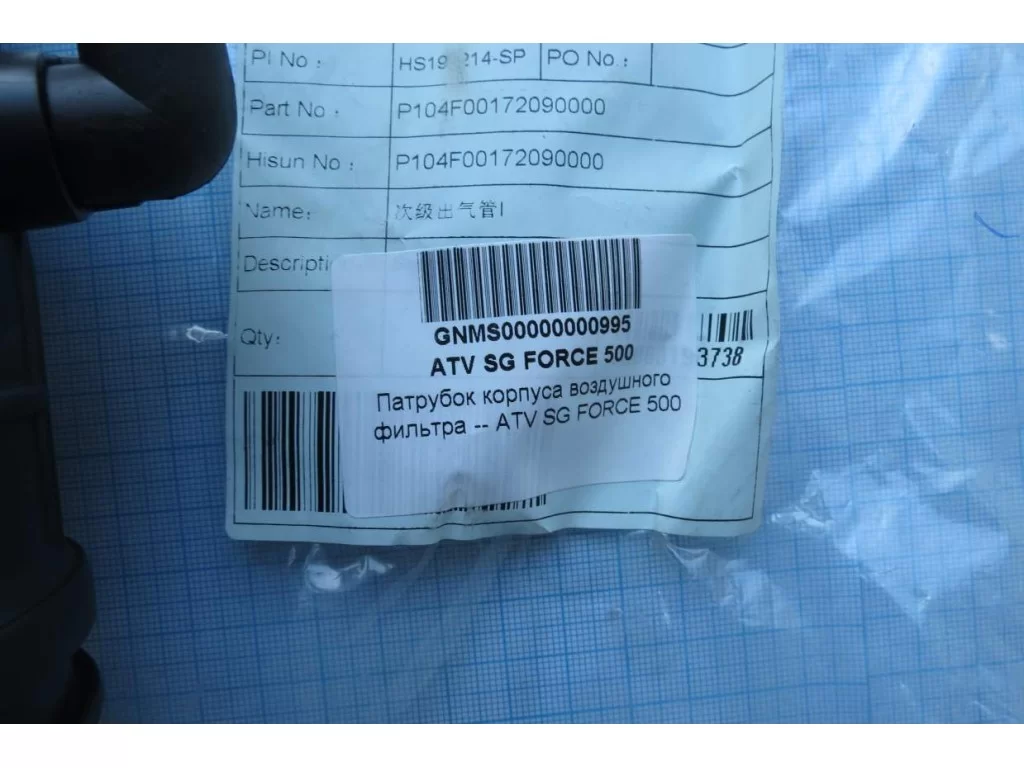 PI No : HS19 214-SP PO No.:
Part No : P104F00172090000
Hisun No : P104F00172090000
Name: 次级出气管I
Descripti
Qty: 3738
GNMS00000000995
ATV SG FORCE 500
Патрубок корпуса воздушного
фильтра -- ATV SG FORCE 500